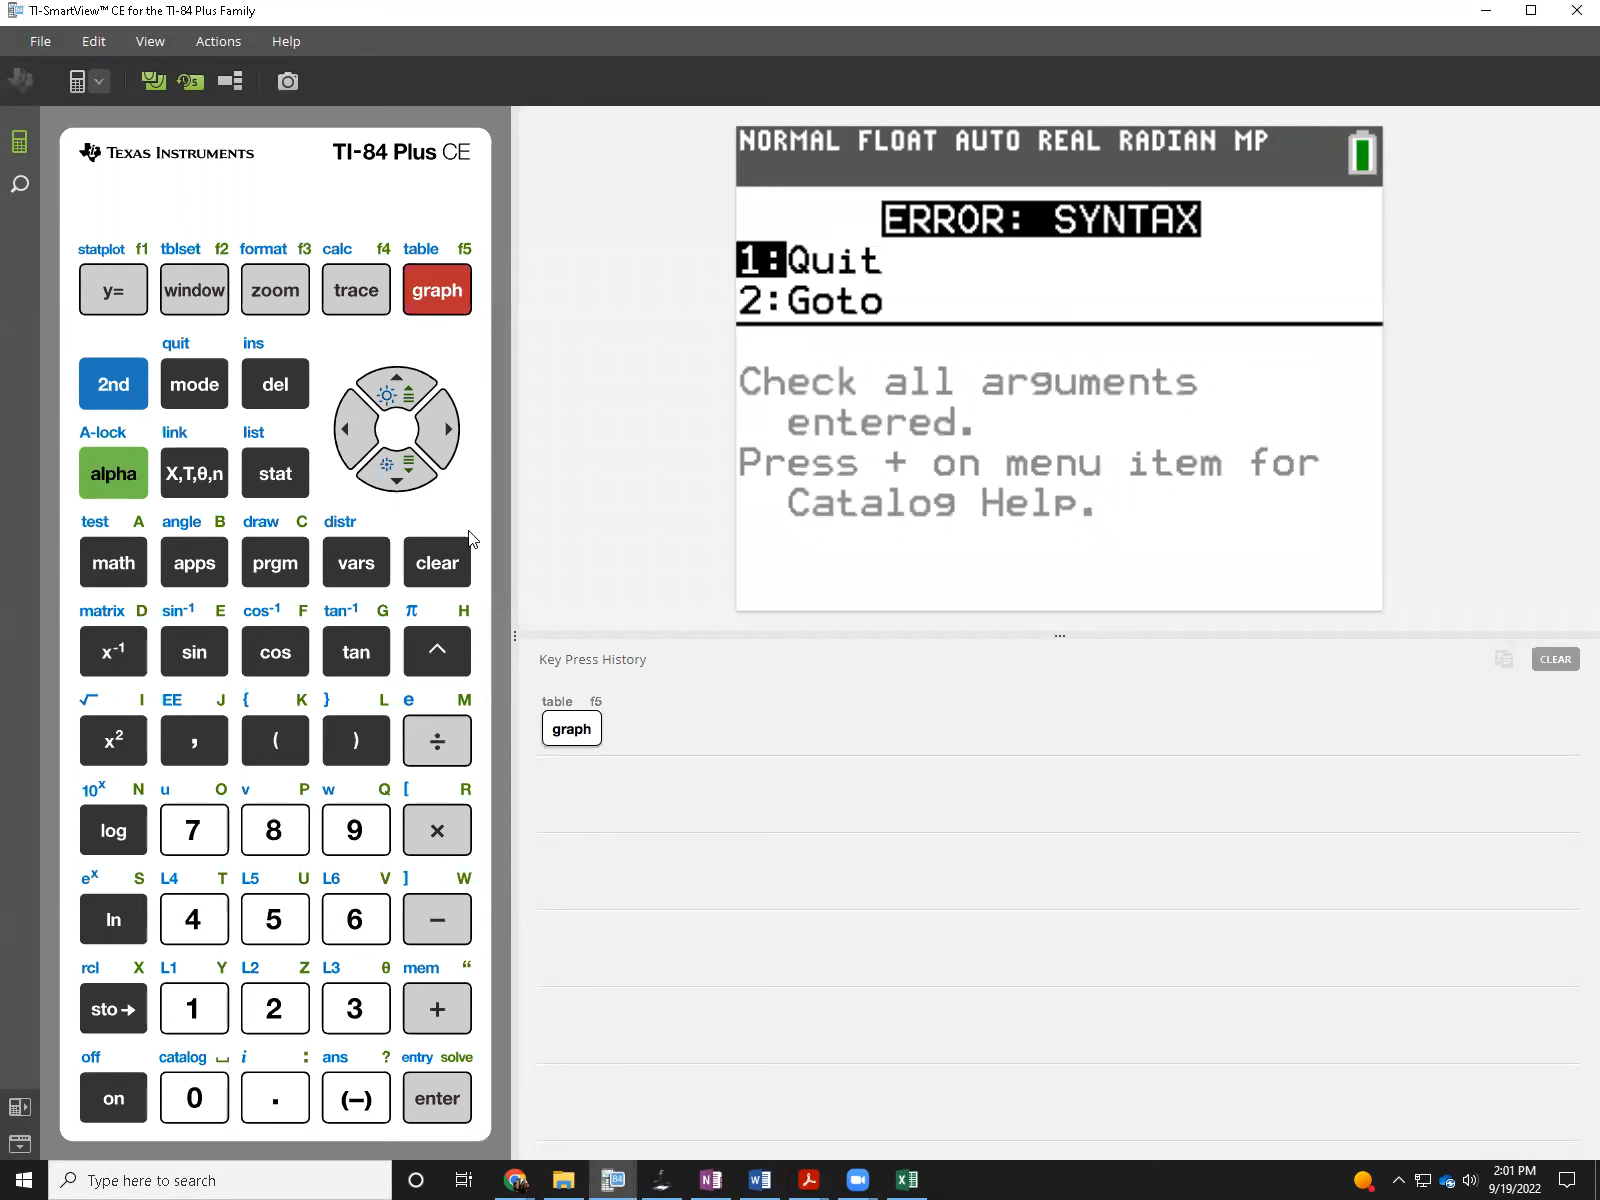 TI-SmartView™ CE for the TI-84 Plus Family
File Edit View Actions Help
TEXAS INSTRUMENTS TI-84 Plus CE
statplot f1 tblset f2 format f3 calc f4 table f5
y= window zoom trace graph
quit ins
2nd mode del
A-lock link list
alpha X,T,θ,n stat
test A angle B draw C distr
math apps prgm vars clear
matrix D sin-1 E cos-1 F tan-1 G π H
x-1 sin cos tan ^
√ I EE J { K } L e M
x2 , ( ) ÷
10x N u O v P w Q [ R
log 7 8 9 ×
ex S L4 T L5 U L6 V ] W
ln 4 5 6 −
rcl X L1 Y L2 Z L3 θ mem “
sto→ 1 2 3 +
off catalog ⎵ i : ans ? entry solve
on 0 . (−) enter
NORMAL FLOAT AUTO REAL RADIAN MP
ERROR: SYNTAX
1:Quit
2:Goto
Check all arguments
entered.
Press + on menu item for
Catalog Help.
Key Press History
CLEAR
table f5
graph
Type here to search
2:01 PM
9/19/2022